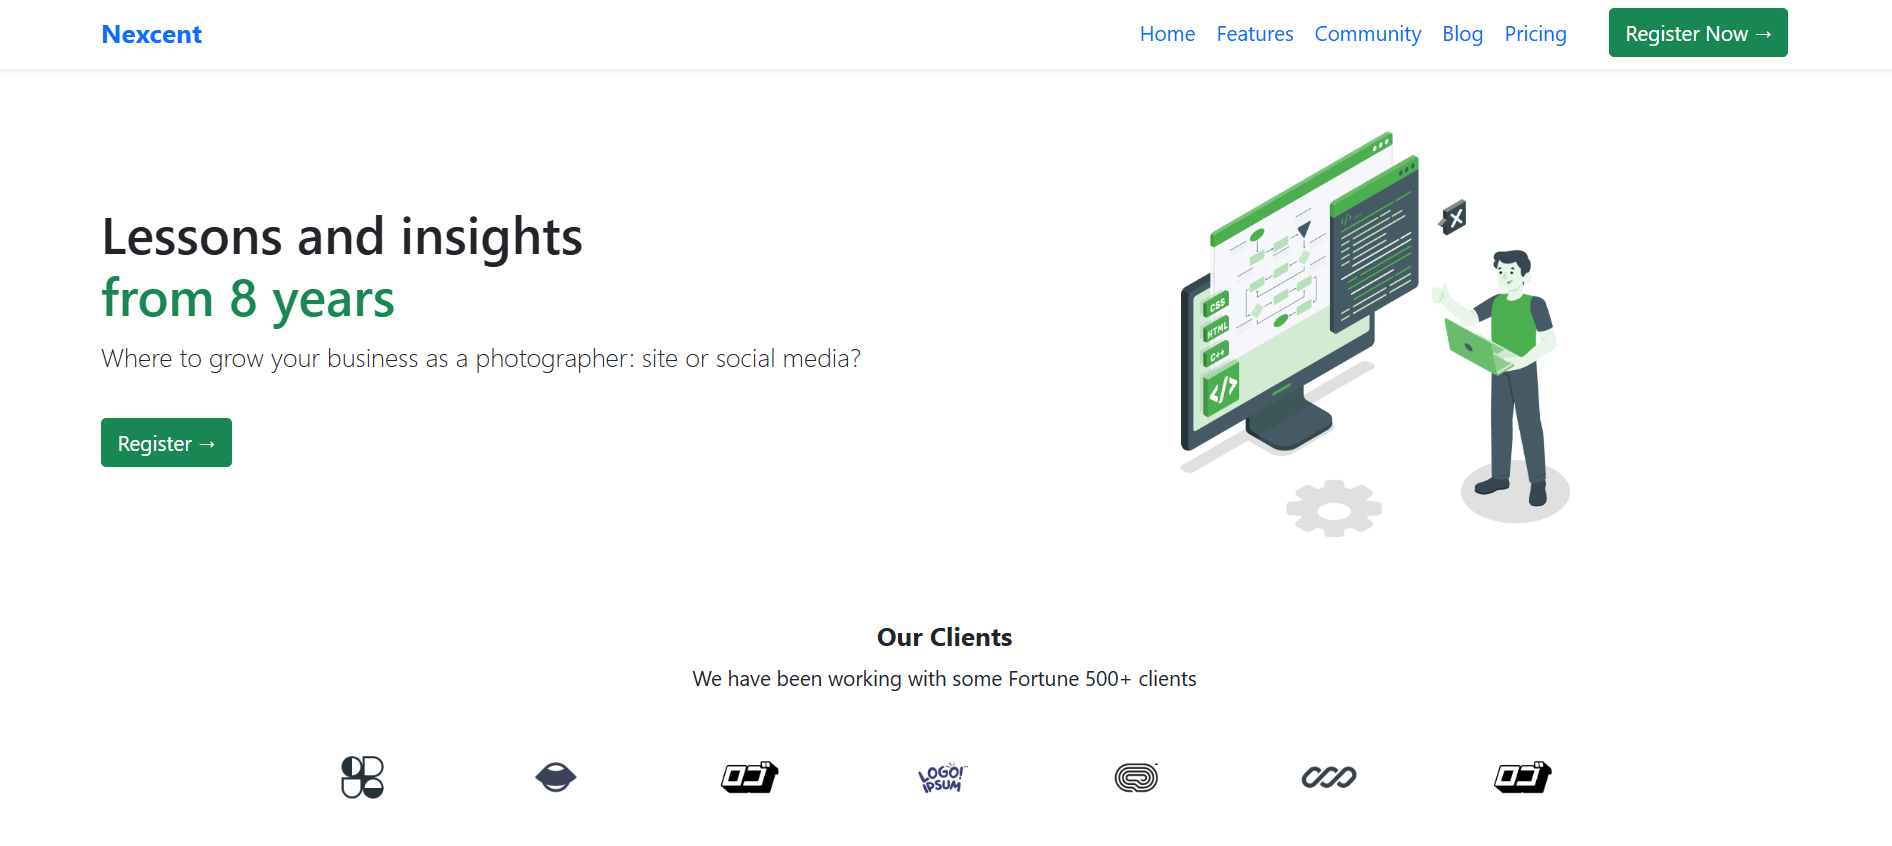 Nexcent
Home Features Community Blog Pricing Register Now →
Lessons and insights
from 8 years
Where to grow your business as a photographer: site or social media?
Register →
CSS
HTML
C++
</>
Our Clients
We have been working with some Fortune 500+ clients
LOGO!
IPSUM